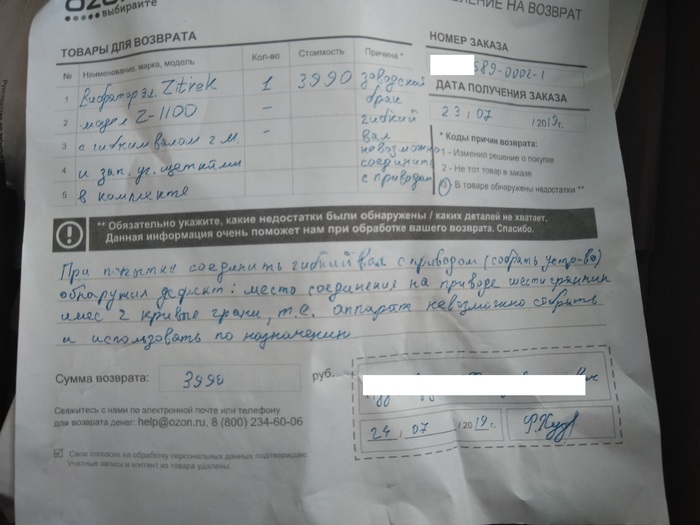 выбирайте
ЛЕНИЕ НА ВОЗВРАТ
ТОВАРЫ ДЛЯ ВОЗВРАТА
НОМЕР ЗАКАЗА
589-0002-1
№ Наименование, марка, модель Кол-во Стоимость Причина *
1 Вибратор эл. Zitrek 1 3990 заводской
брак
2 модел Z-1100 - гибкий
вал
3 с гибким валом 2 м. - невозможно
4 и зап. уг. щетками соединить
с приводом
5 в комплекте
ДАТА ПОЛУЧЕНИЯ ЗАКАЗА
23 / 07 / 2019г.
* Коды причин возврата:
1 - Изменил решение о покупке
2 - Не тот товар в заказе
3 - В товаре обнаружены недостатки **
** Обязательно укажите, какие недостатки были обнаружены / каких деталей не хватает.
Данная информация очень поможет нам при обработке вашего возврата. Спасибо.
При попытке соединить гибкий вал с приводом (собрать устр-во)
обнаружил дефект: место соединения на приводе шестигранник
имеет 2 кривые грани, т.е. аппарат невозможно собрать
и использовать по назначению
Сумма возврата: 3990 руб.
Свяжитесь с нами по электронной почте или телефону
для возврата денег: help@ozon.ru, 8 (800) 234-60-06
24 / 07 / 2019 г.
Свое согласие на обработку персональных данных подтверждаю.
Учетные записи и контент из товара удалены.